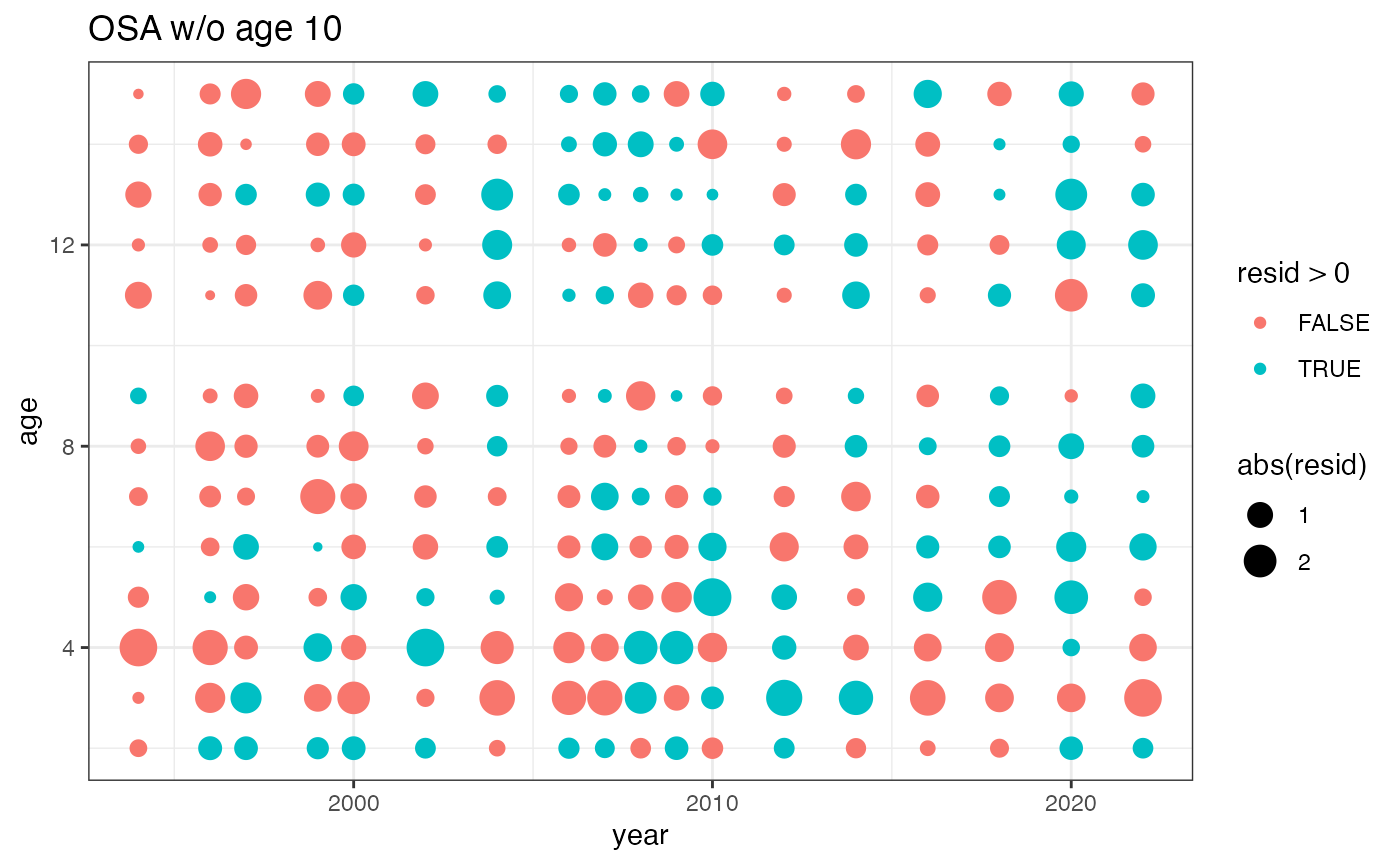 OSA w/o age 10
age
12
8
4
2000
2010
2020
year
resid > 0
FALSE
TRUE
abs(resid)
1
2